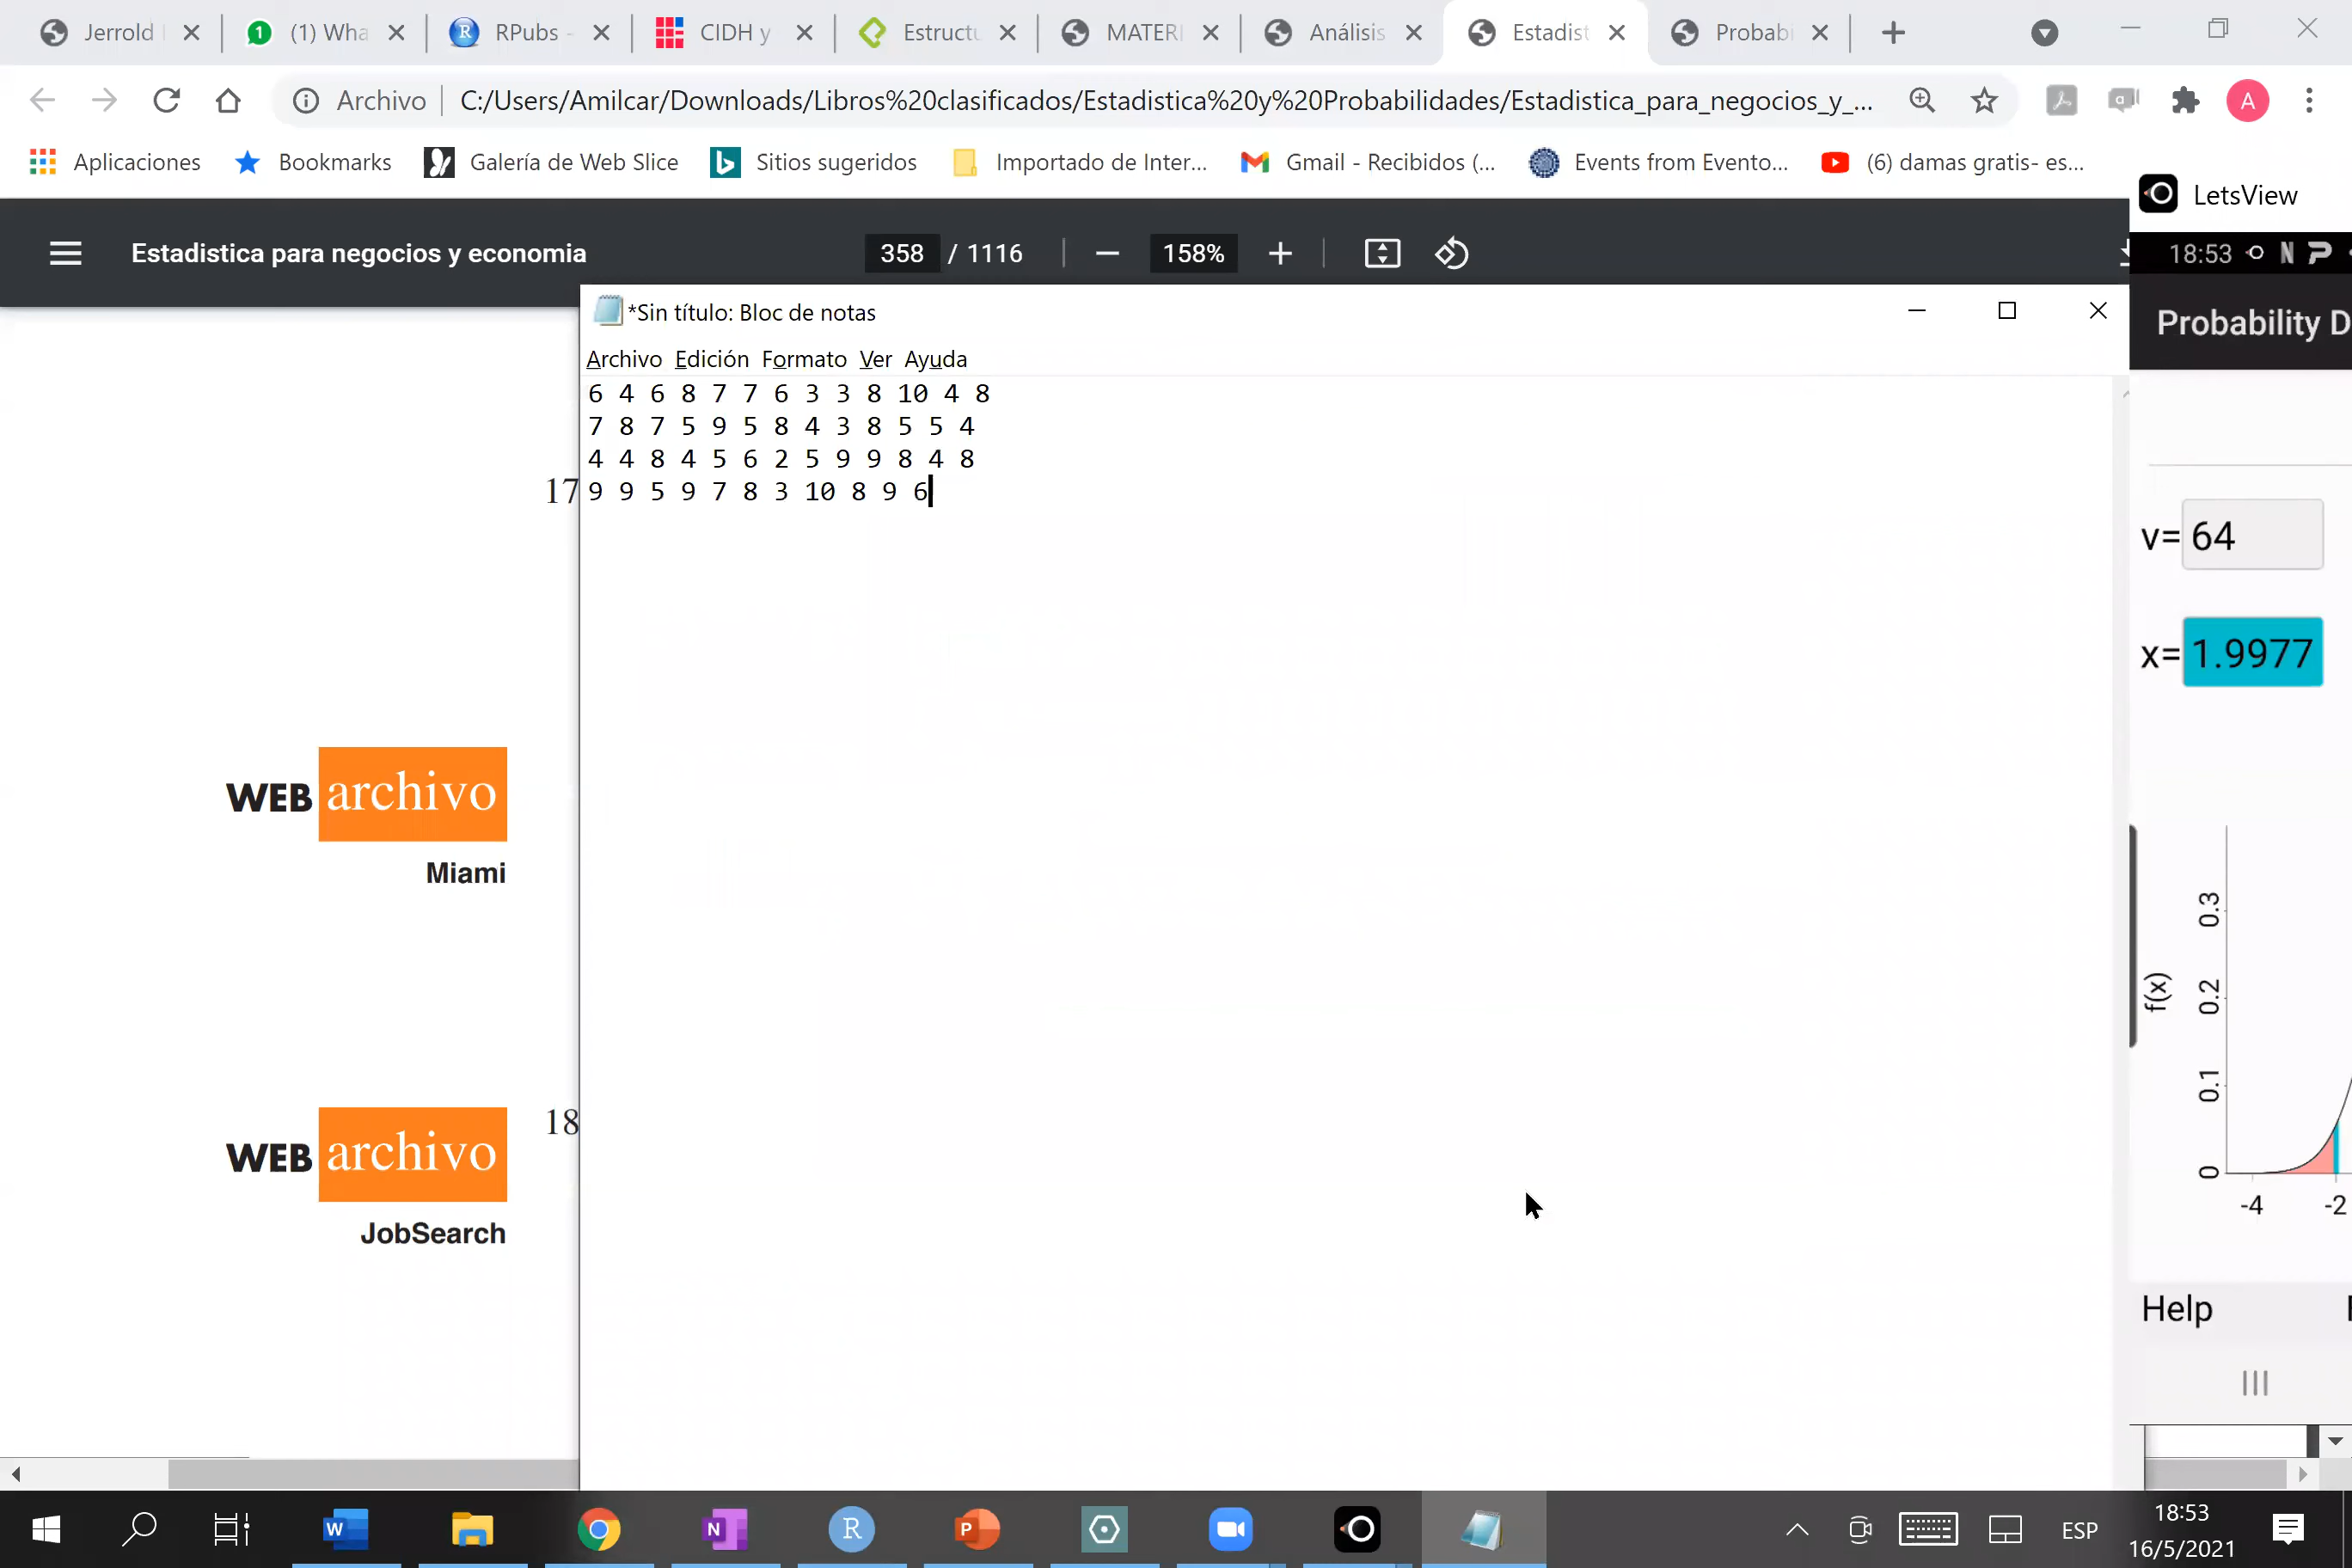 Jerrold
(1) Wha
RPubs -
CIDH y
Estructu
MATERI
Análisis
Estadist
Probabi
Archivo
C:/Users/Amilcar/Downloads/Libros%20clasificados/Estadistica%20y%20Probabilidades/Estadistica_para_negocios_y_...
A
Aplicaciones
Bookmarks
Galería de Web Slice
Sitios sugeridos
Importado de Inter...
Gmail - Recibidos (...
Events from Evento...
(6) damas gratis- es...
LetsView
Estadistica para negocios y economia
358 / 1116
158%
18:53
Probability D
*Sin título: Bloc de notas
Archivo Edición Formato Ver Ayuda
6 4 6 8 7 7 6 3 3 8 10 4 8
7 8 7 5 9 5 8 4 3 8 5 5 4
4 4 8 4 5 6 2 5 9 9 8 4 8
9 9 5 9 7 8 3 10 8 9 6
17
v= 64
x= 1.9977
WEB archivo
Miami
18
WEB archivo
JobSearch
f(x)
0.3
0.2
0.1
0
-4
-2
Help
ESP
18:53
16/5/2021